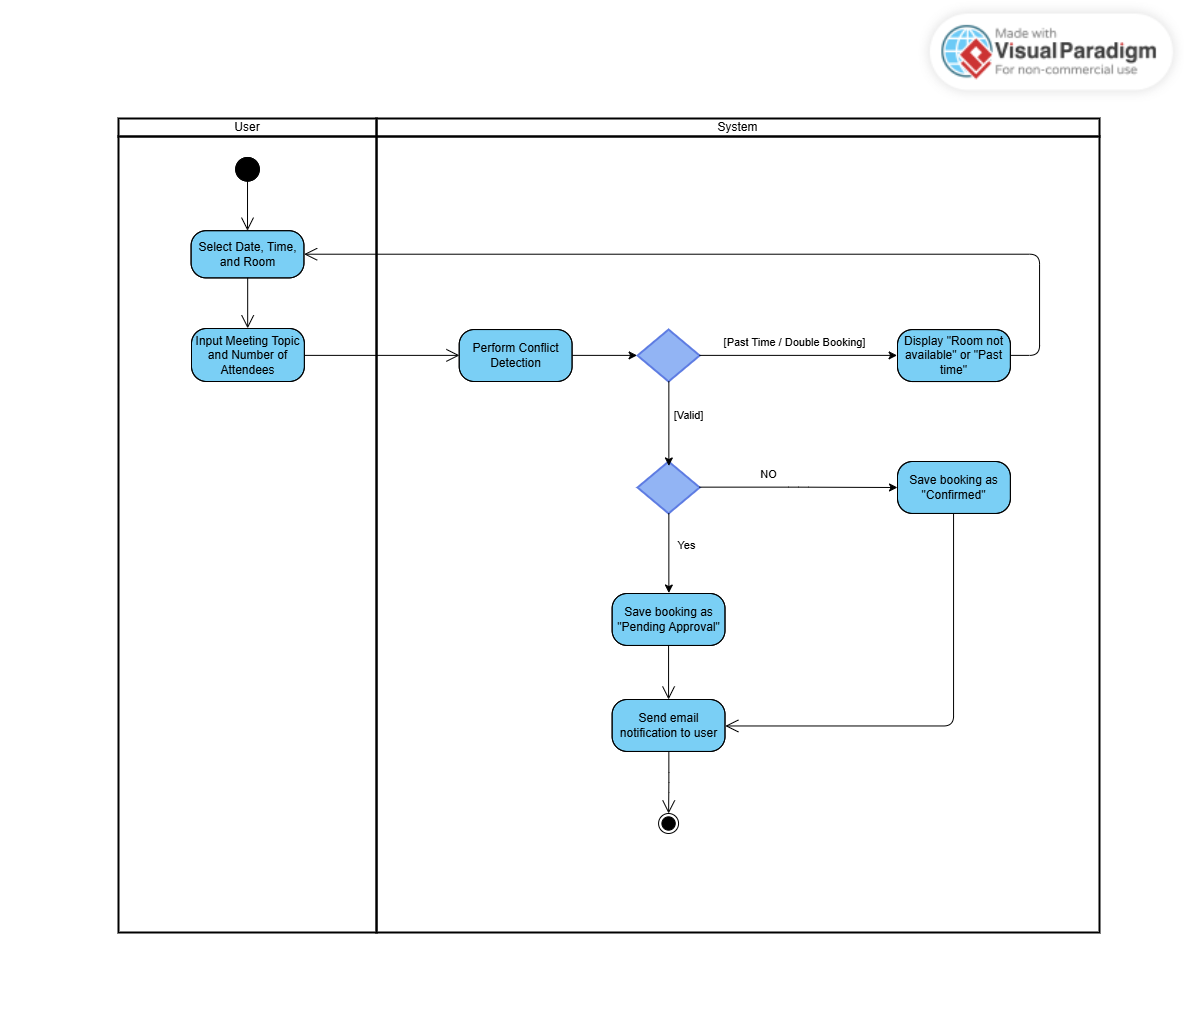 Made with
Visual Paradigm
For non-commercial use
User
System
Select Date, Time,
and Room
Input Meeting Topic
and Number of
Attendees
Perform Conflict
Detection
[Past Time / Double Booking]
Display "Room not
available" or "Past
time"
[Valid]
NO
Save booking as
"Confirmed"
Yes
Save booking as
"Pending Approval"
Send email
notification to user